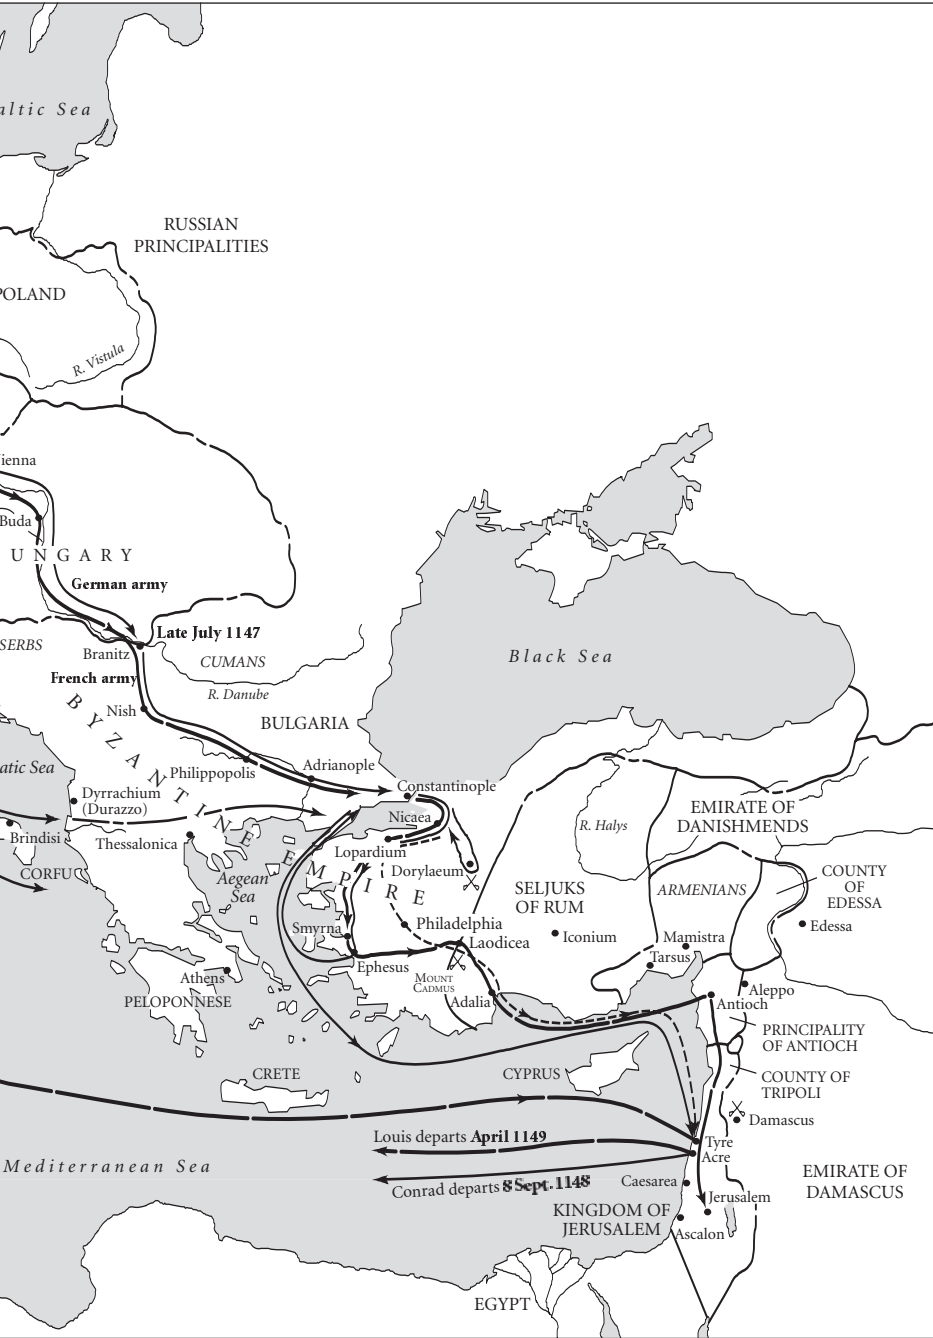 altic Sea
RUSSIAN
PRINCIPALITIES
POLAND
R. Vistula
ienna
Buda
UNGARY
German army
Late July 1147
SERBS
Branitz
CUMANS
French army
R. Danube
Nish
BULGARIA
Black Sea
BYZANTINE EMPIRE
atic Sea
Philippopolis
Adrianople
Constantinople
Dyrrachium
(Durazzo)
Nicaea
Brindisi
Thessalonica
Lopardium
R. Halys
EMIRATE OF
DANISHMENDS
CORFU
Aegean
Sea
Dorylaeum
SELJUKS
OF RUM
ARMENIANS
COUNTY
OF
EDESSA
Smyrna
Philadelphia
Laodicea
Iconium
Mamistra
Edessa
Tarsus
Ephesus
Athens
MOUNT
CADMUS
Adalia
PELOPONNESE
Aleppo
Antioch
PRINCIPALITY
OF ANTIOCH
CRETE
CYPRUS
COUNTY OF
TRIPOLI
Damascus
Louis departs April 1149
Tyre
Acre
Mediterranean Sea
Conrad departs 8 Sept. 1148
Caesarea
EMIRATE OF
DAMASCUS
Jerusalem
KINGDOM OF
JERUSALEM
Ascalon
EGYPT